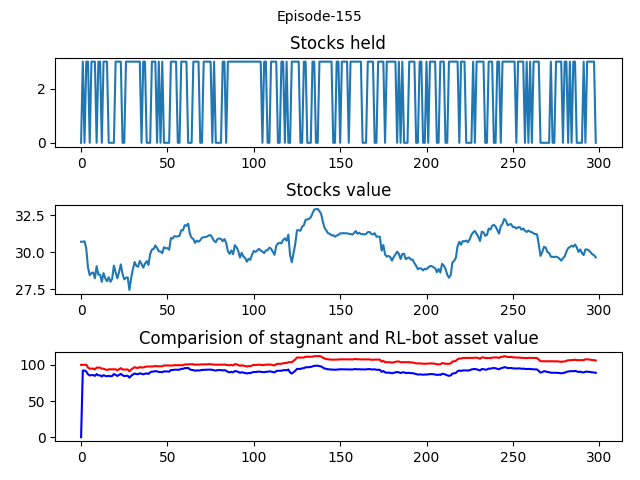 Episode-155
Stocks held
2
0
0 50 100 150 200 250 300
Stocks value
32.5
30.0
27.5
0 50 100 150 200 250 300
Comparision of stagnant and RL-bot asset value
100
50
0
0 50 100 150 200 250 300